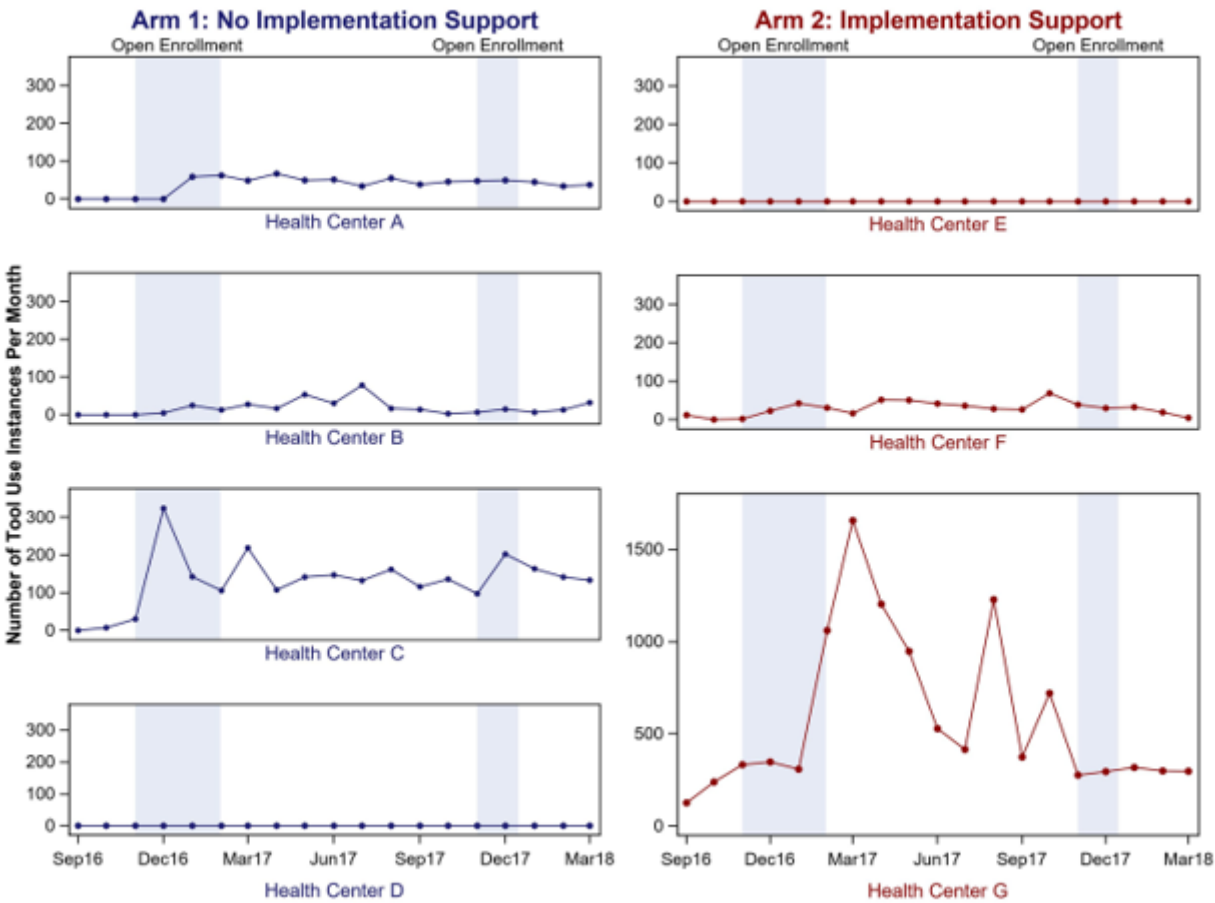 Arm 1: No Implementation Support
Open Enrollment Open Enrollment
300
200
100
0
Health Center A
300
200
100
0
Health Center B
300
200
100
0
Health Center C
300
200
100
0
Sep16 Dec16 Mar17 Jun17 Sep17 Dec17 Mar18
Health Center D
Number of Tool Use Instances Per Month
Arm 2: Implementation Support
Open Enrollment Open Enrollment
300
200
100
0
Health Center E
300
200
100
0
Health Center F
1500
1000
500
0
Sep16 Dec16 Mar17 Jun17 Sep17 Dec17 Mar18
Health Center G